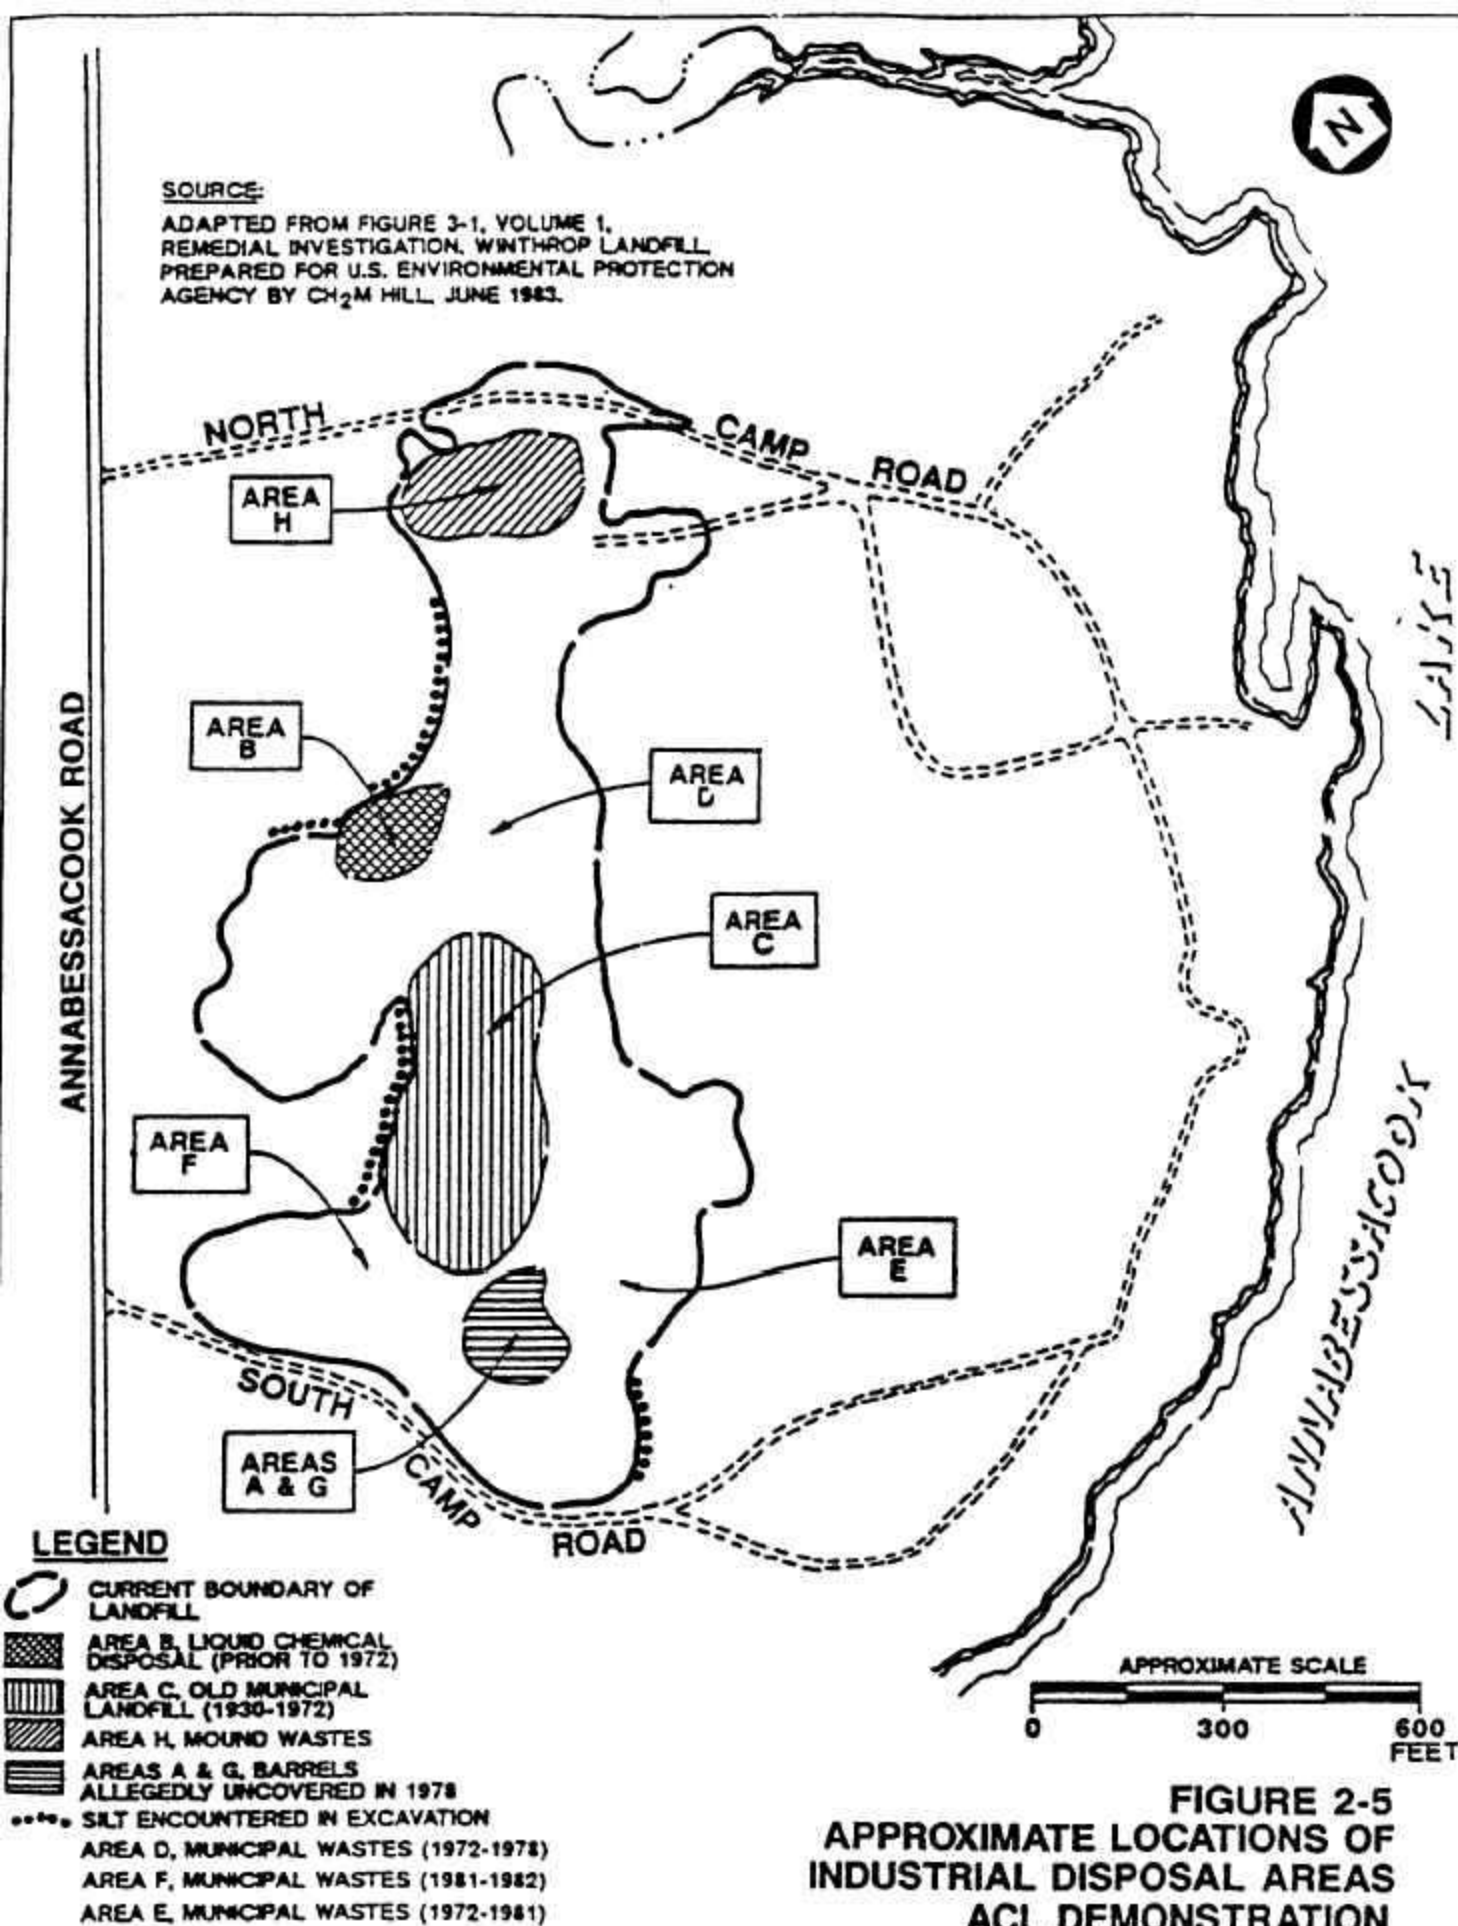 N
SOURCE:
ADAPTED FROM FIGURE 3-1, VOLUME 1,
REMEDIAL INVESTIGATION, WINTHROP LANDFILL,
PREPARED FOR U.S. ENVIRONMENTAL PROTECTION
AGENCY BY CH2M HILL, JUNE 1983.
NORTH CAMP ROAD
AREA
H
AREA
B
AREA
D
AREA
C
AREA
F
AREA
E
AREAS
A & G
ANNABESSACOOK ROAD
LAKE
ANNABESSACOOK
SOUTH CAMP ROAD
LEGEND
CURRENT BOUNDARY OF
LANDFILL
AREA B, LIQUID CHEMICAL
DISPOSAL (PRIOR TO 1972)
AREA C, OLD MUNICIPAL
LANDFILL (1930-1972)
AREA H, MOUND WASTES
AREAS A & G, BARRELS
ALLEGEDLY UNCOVERED IN 1978
SILT ENCOUNTERED IN EXCAVATION
AREA D, MUNICIPAL WASTES (1972-1978)
AREA F, MUNICIPAL WASTES (1981-1982)
AREA E, MUNICIPAL WASTES (1972-1981)
APPROXIMATE SCALE
0 300 600
FEET
FIGURE 2-5
APPROXIMATE LOCATIONS OF
INDUSTRIAL DISPOSAL AREAS
ACL DEMONSTRATION